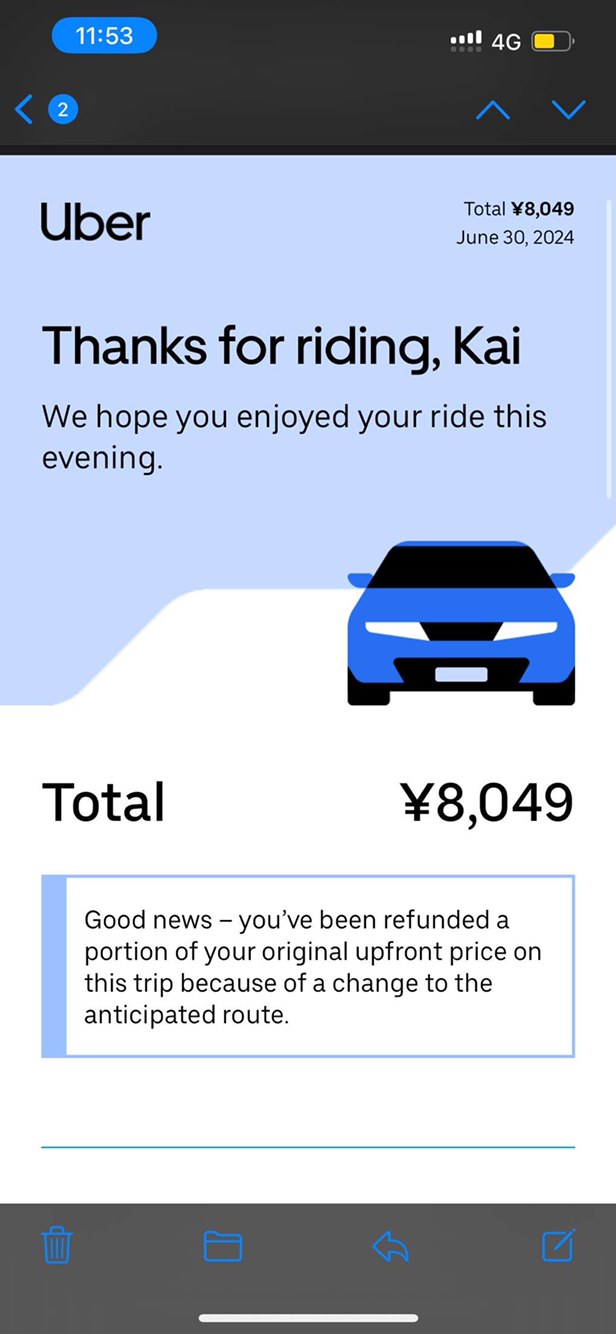 11:53
4G
2
Uber
Total ¥8,049
June 30, 2024
Thanks for riding, Kai
We hope you enjoyed your ride this
evening.
Total
¥8,049
Good news – you’ve been refunded a
portion of your original upfront price on
this trip because of a change to the
anticipated route.